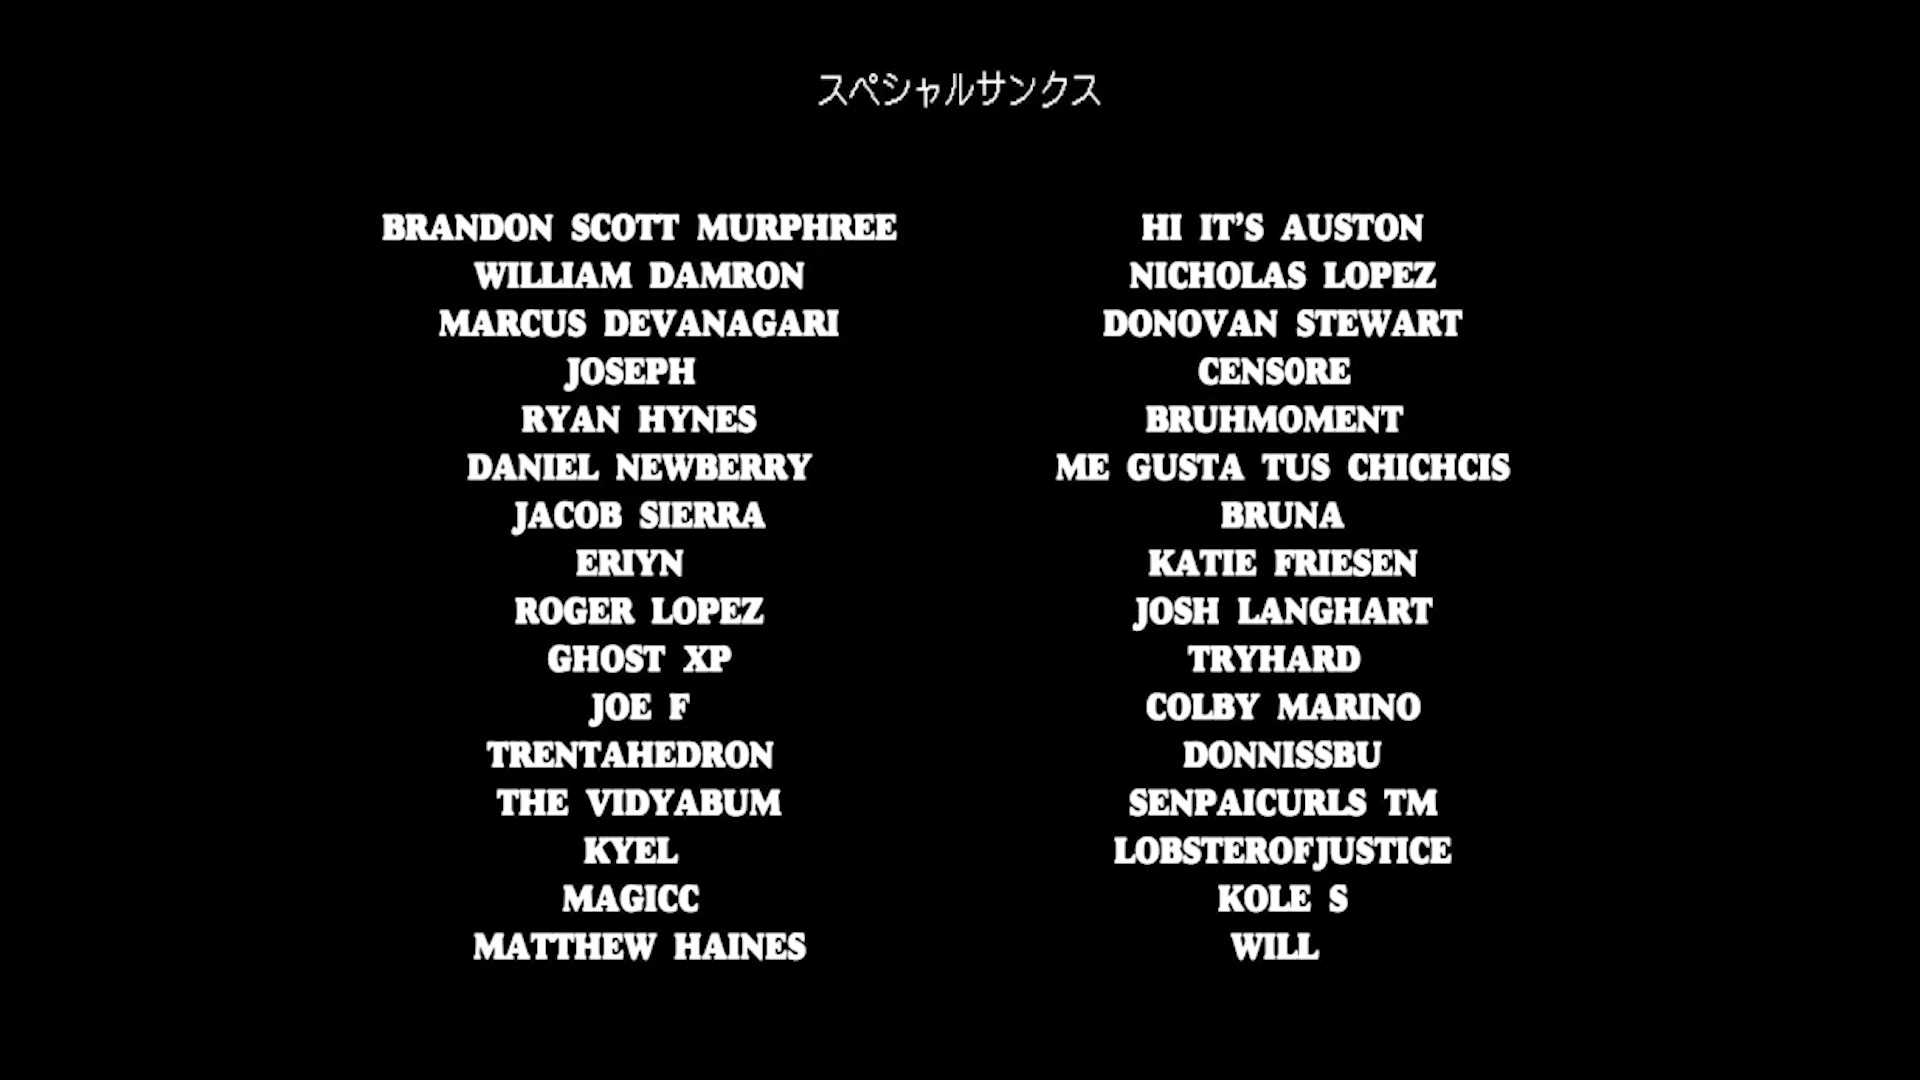 スペシャルサンクス
BRANDON SCOTT MURPHREE
WILLIAM DAMRON
MARCUS DEVANAGARI
JOSEPH
RYAN HYNES
DANIEL NEWBERRY
JACOB SIERRA
ERIYN
ROGER LOPEZ
GHOST XP
JOE F
TRENTAHEDRON
THE VIDYABUM
KYEL
MAGICC
MATTHEW HAINES
HI IT’S AUSTON
NICHOLAS LOPEZ
DONOVAN STEWART
CENS0RE
BRUHMOMENT
ME GUSTA TUS CHICHCIS
BRUNA
KATIE FRIESEN
JOSH LANGHART
TRYHARD
COLBY MARINO
DONNISSBU
SENPAICURLS TM
LOBSTEROFJUSTICE
KOLE S
WILL